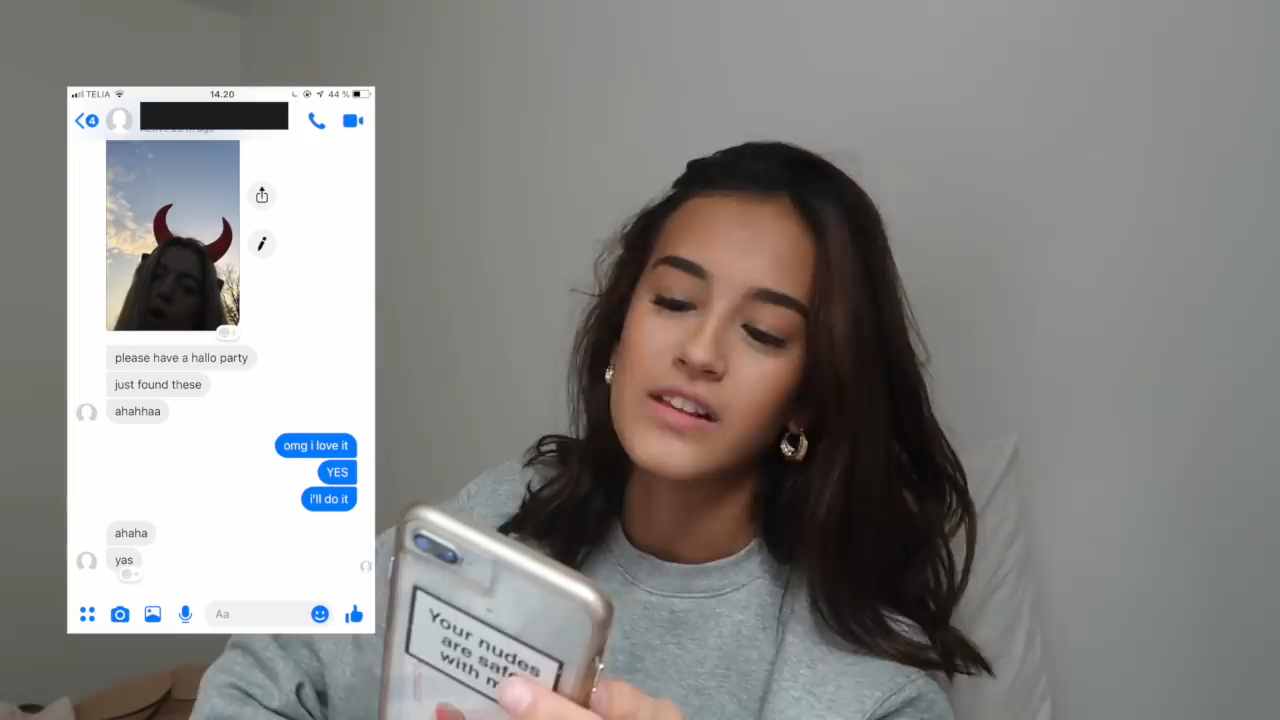 TELIA
14.20
44 %
4
please have a hallo party
just found these
ahahhaa
omg i love it
YES
i'll do it
ahaha
yas
Aa
Your nudes
are safe
with